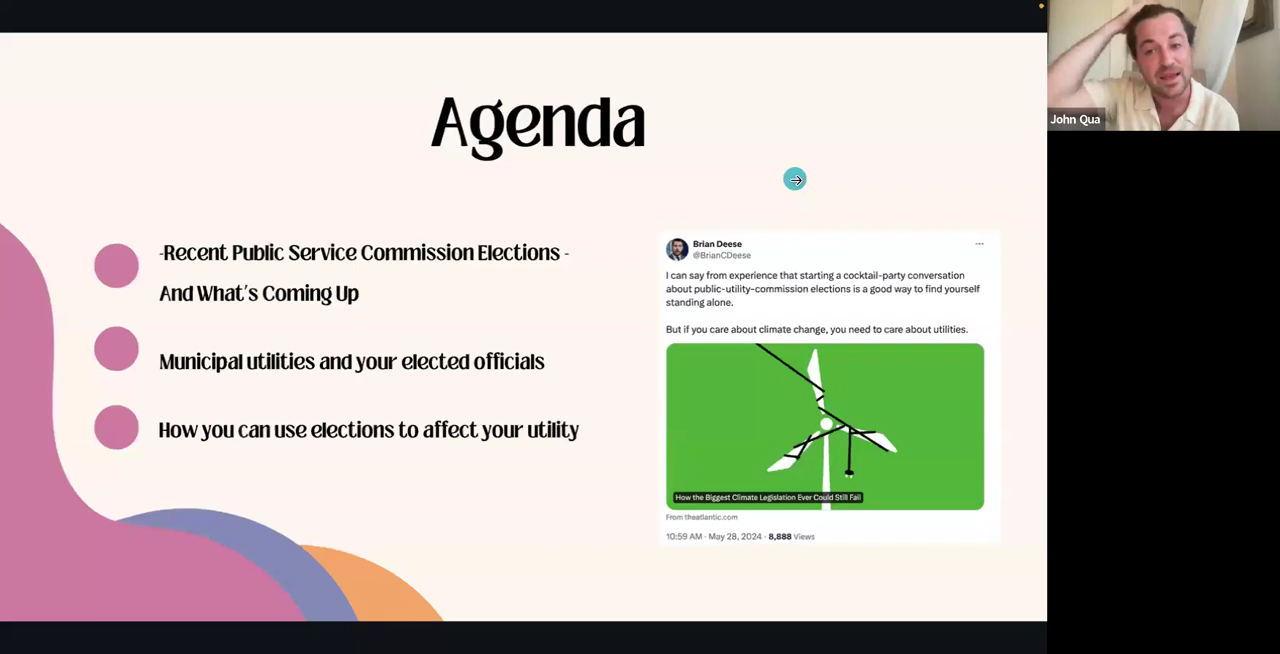 Agenda
-Recent Public Service Commission Elections -
And What's Coming Up
Municipal utilities and your elected officials
How you can use elections to affect your utility
Brian Deese
@BrianCDeese
I can say from experience that starting a cocktail-party conversation
about public-utility-commission elections is a good way to find yourself
standing alone.
But if you care about climate change, you need to care about utilities.
How the Biggest Climate Legislation Ever Could Still Fail
From theatlantic.com
10:59 AM · May 28, 2024 · 8,888 Views
John Qua